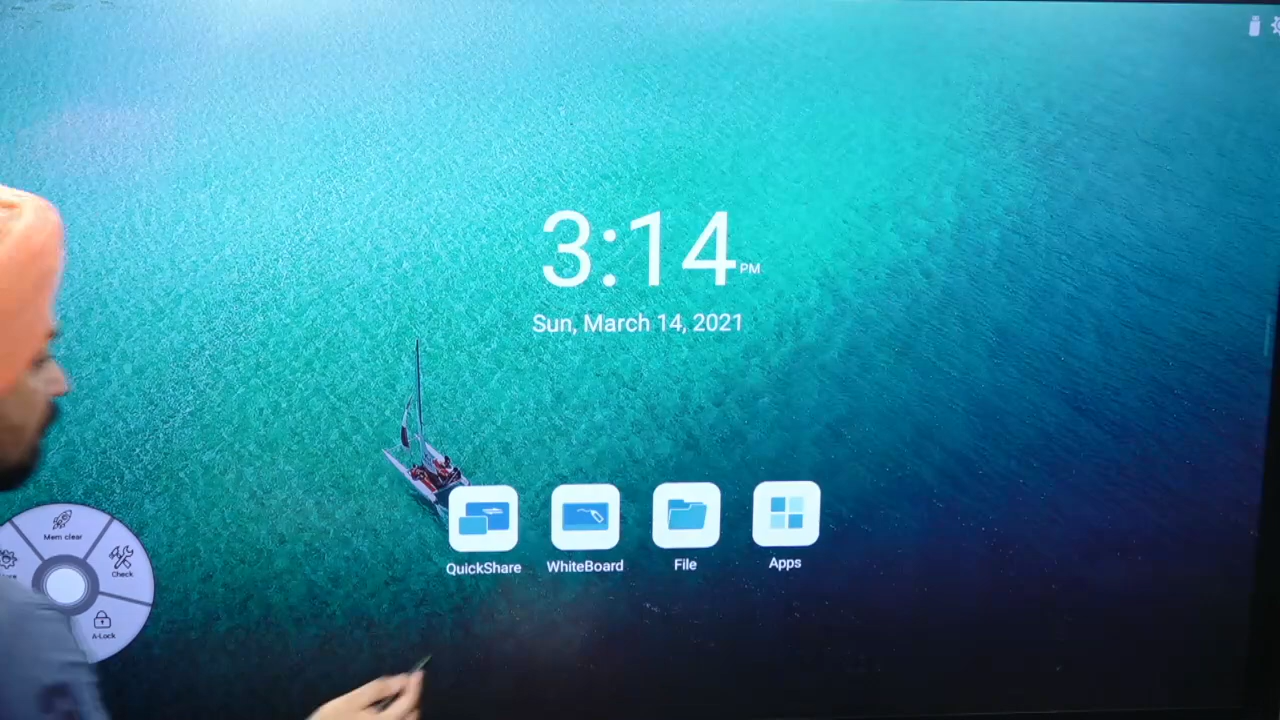 3:14 PM
Sun, March 14, 2021
QuickShare
WhiteBoard
File
Apps
Mem clear
Check
A-Lock